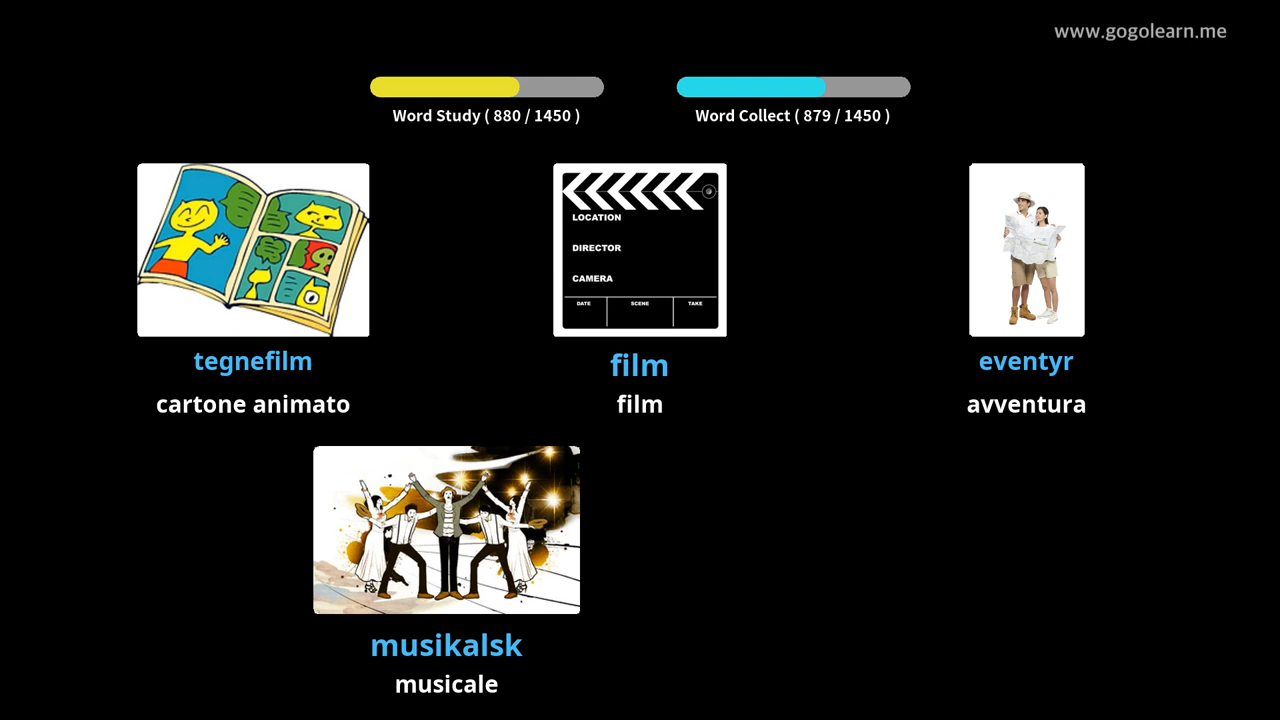 www.gogolearn.me
Word Study ( 880 / 1450 )
Word Collect ( 879 / 1450 )
LOCATION
DIRECTOR
CAMERA
DATE SCENE TAKE
tegnefilm
film
eventyr
cartone animato
film
avventura
musikalsk
musicale